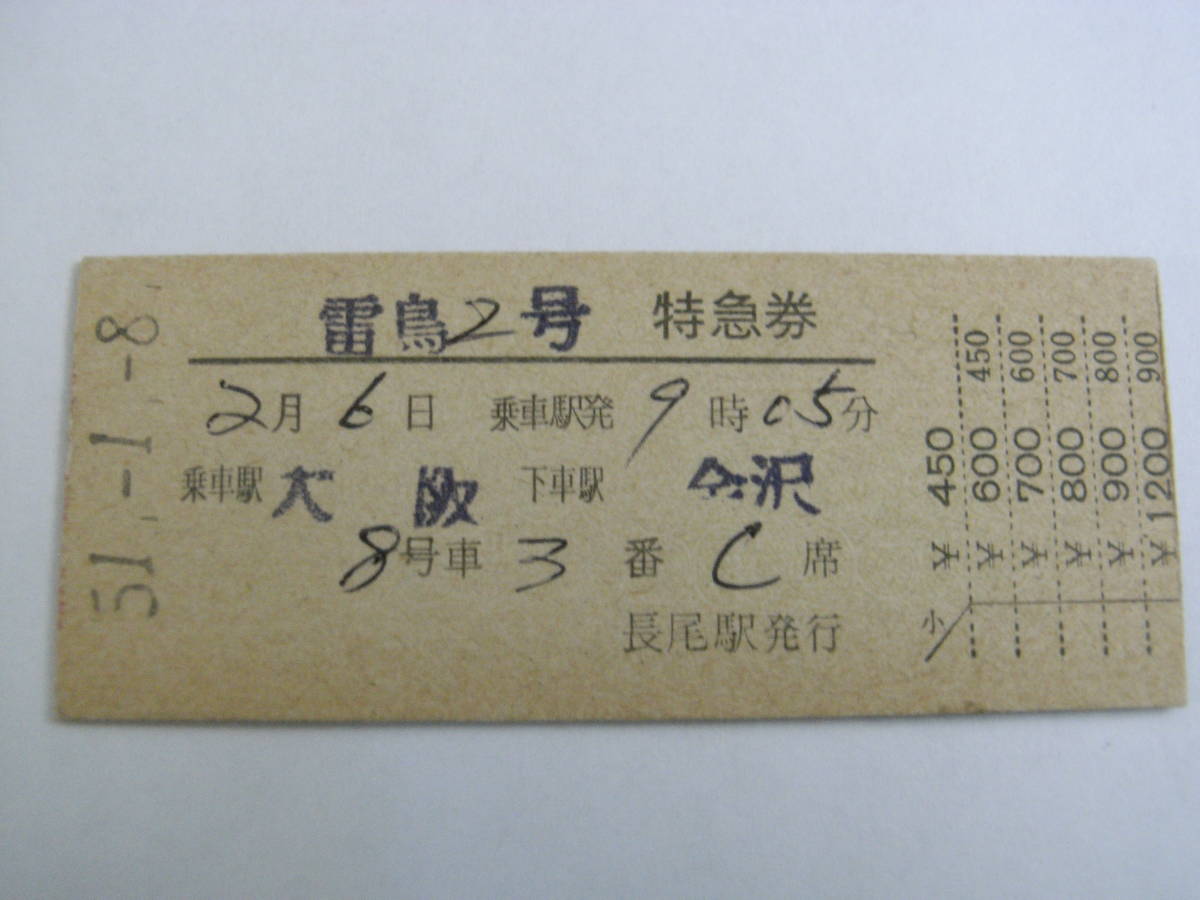 雷鳥2号 特急券
2月6日 乗車駅発 9時05分
乗車駅 大阪 下車駅 金沢
8号車 3番 C席
長尾駅発行
51.-1.-8.
小
¥450
¥600 450
¥700 600
¥800 700
¥900 800
¥1200 900